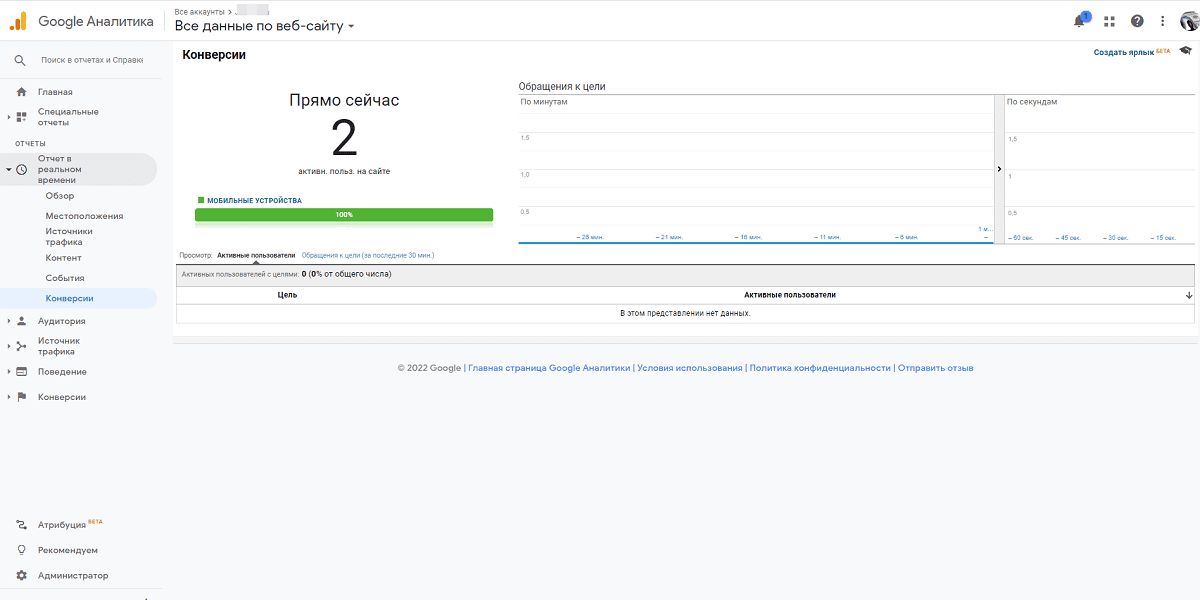 Google Аналитика
Все аккаунты >
Все данные по веб-сайту
1
Поиск в отчетах и Справке
Главная
Специальные
отчеты
ОТЧЕТЫ
Отчет в
реальном
времени
Обзор
Местоположения
Источники
трафика
Контент
События
Конверсии
Аудитория
Источник
трафика
Поведение
Конверсии
Атрибуция БЕТА
Рекомендуем
Администратор
Конверсии
Создать ярлык БЕТА
Прямо сейчас
2
активн. польз. на сайте
МОБИЛЬНЫЕ УСТРОЙСТВА
100%
Обращения к цели
По минутам
1.5
1.0
0.5
– 26 мин.
– 21 мин.
– 16 мин.
– 11 мин.
– 6 мин.
1 м...
–
По секундам
1,5
1
0,5
– 60 сек.
– 45 сек.
– 30 сек.
– 15 сек.
Просмотр: Активные пользователи Обращения к цели (за последние 30 мин.)
Активных пользователей с целями: 0 (0% от общего числа)
Цель Активные пользователи
В этом представлении нет данных.
© 2022 Google | Главная страница Google Аналитики | Условия использования | Политика конфиденциальности | Отправить отзыв